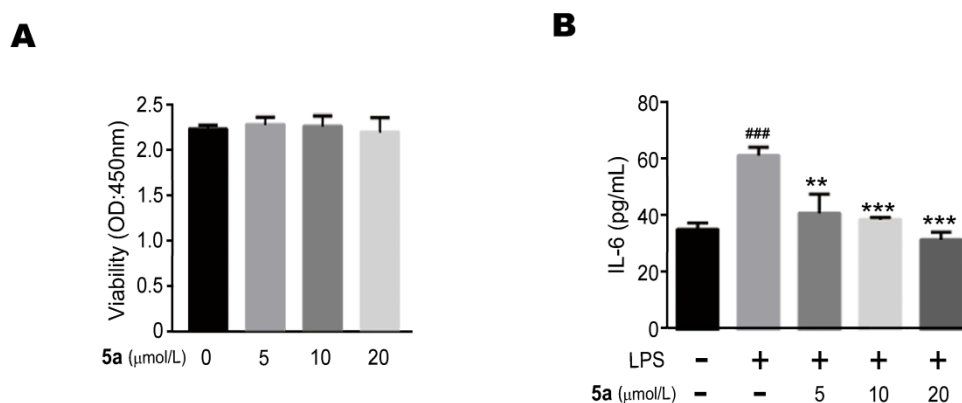 A
Viability (OD:450nm)
2.5
2.0
1.5
1.0
0.5
0
5a (μmol/L) 0 5 10 20
B
IL-6 (pg/mL)
80
60
40
20
0
###
**
***
***
LPS - + + + +
5a (μmol/L) - - 5 10 20